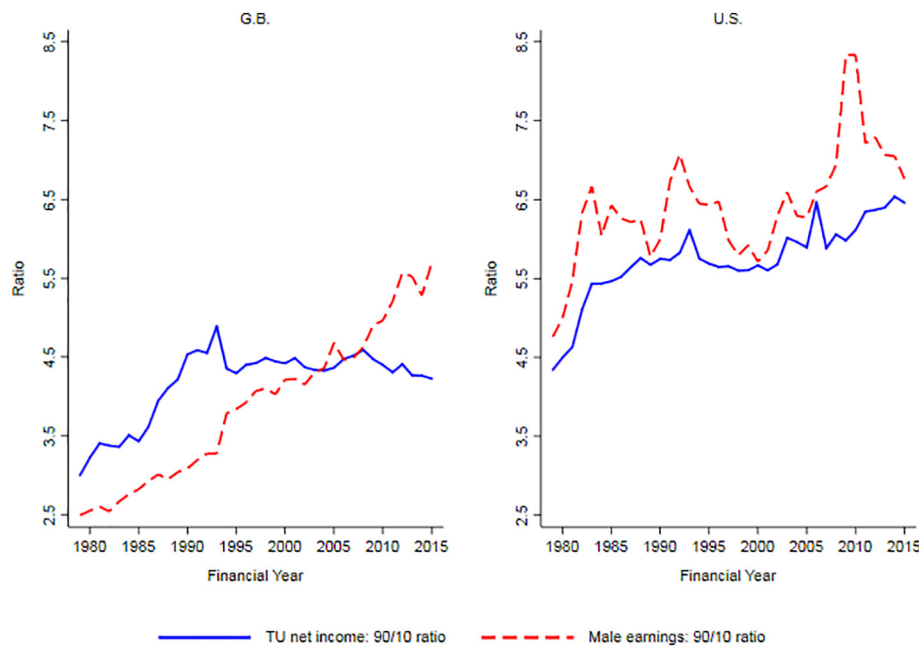 G.B.
U.S.
Ratio
8.5
7.5
6.5
5.5
4.5
3.5
2.5
1980 1985 1990 1995 2000 2005 2010 2015
Financial Year
Ratio
8.5
7.5
6.5
5.5
4.5
3.5
2.5
1980 1985 1990 1995 2000 2005 2010 2015
Financial Year
TU net income: 90/10 ratio
Male earnings: 90/10 ratio